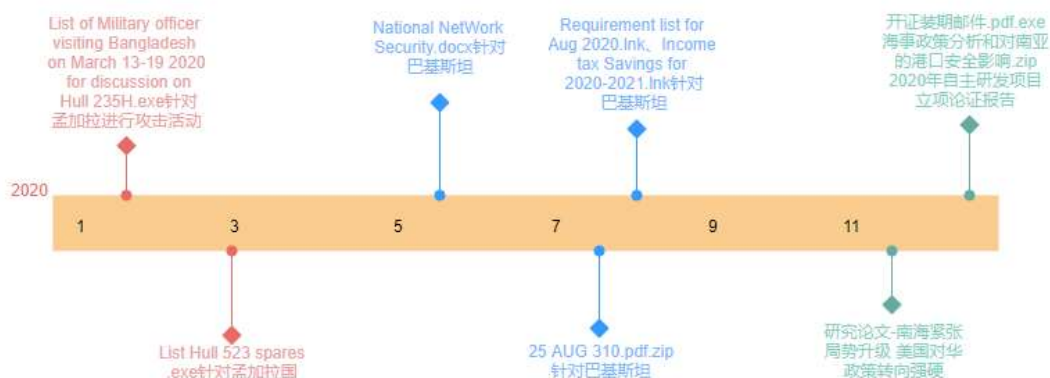 List of Military officer
visiting Bangladesh
on March 13-19 2020
for discussion on
Hull 235H.exe针对
孟加拉进行攻击活动
National NetWork
Security.docx针对
巴基斯坦
Requirement list for
Aug 2020.lnk、Income
tax Savings for
2020-2021.lnk针对
巴基斯坦
开证装期邮件.pdf.exe
海事政策分析和对南亚
的港口安全影响.zip
2020年自主研发项目
立项论证报告
2020
1
3
5
7
9
11
List Hull 523 spares
.exe针对孟加拉国
25 AUG 310.pdf.zip
针对巴基斯坦
研究论文-南海紧张
局势升级 美国对华
政策转向强硬